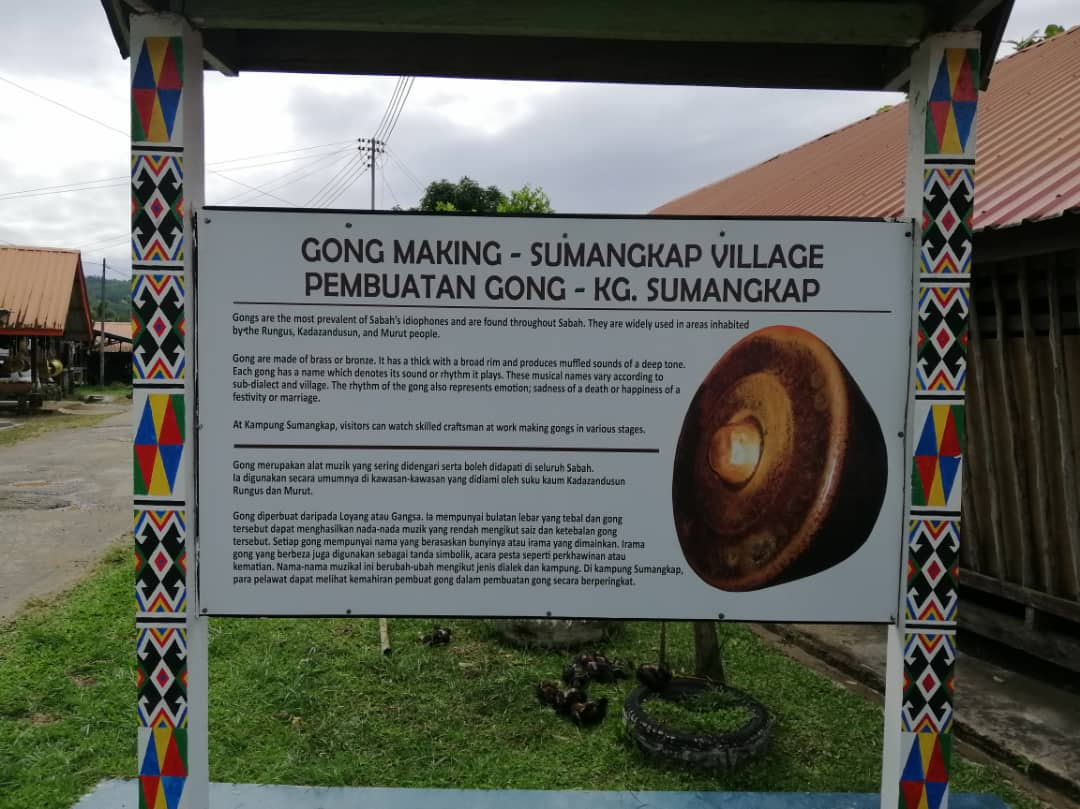 GONG MAKING - SUMANGKAP VILLAGE
PEMBUATAN GONG - KG. SUMANGKAP
Gongs are the most prevalent of Sabah's idiophones and are found throughout Sabah. They are widely used in areas inhabited
by the Rungus, Kadazandusun, and Murut people.
Gong are made of brass or bronze. It has a thick with a broad rim and produces muffled sounds of a deep tone.
Each gong has a name which denotes its sound or rhythm it plays. These musical names vary according to
sub-dialect and village. The rhythm of the gong also represents emotion; sadness of a death or happiness of a
festivity or marriage.
At Kampung Sumangkap, visitors can watch skilled craftsman at work making gongs in various stages.
Gong merupakan alat muzik yang sering didengari serta boleh didapati di seluruh Sabah.
Ia digunakan secara umumnya di kawasan-kawasan yang didiami oleh suku kaum Kadazandusun
Rungus dan Murut.
Gong diperbuat daripada Loyang atau Gangsa. Ia mempunyai bulatan lebar yang tebal dan gong
tersebut dapat menghasilkan nada-nada muzik yang rendah mengikut saiz dan ketebalan gong
tersebut. Setiap gong mempunyai nama yang berasaskan bunyinya atau irama yang dimainkan. Irama
gong yang berbeza juga digunakan sebagai tanda simbolik, acara pesta seperti perkhawinan atau
kematian. Nama-nama muzikal ini berubah-ubah mengikut jenis dialek dan kampung. Di kampung Sumangkap,
para pelawat dapat melihat kemahiran pembuat gong dalam pembuatan gong secara berperingkat.